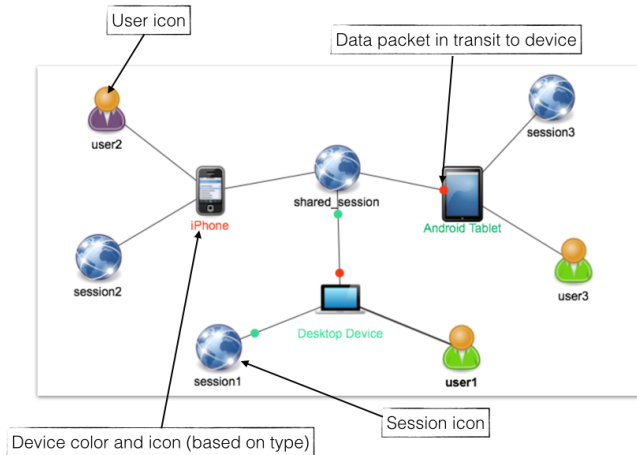 User icon
Data packet in transit to device
user2
session3
shared_session
iPhone
Android Tablet
session2
user3
Desktop Device
session1
user1
Session icon
Device color and icon (based on type)